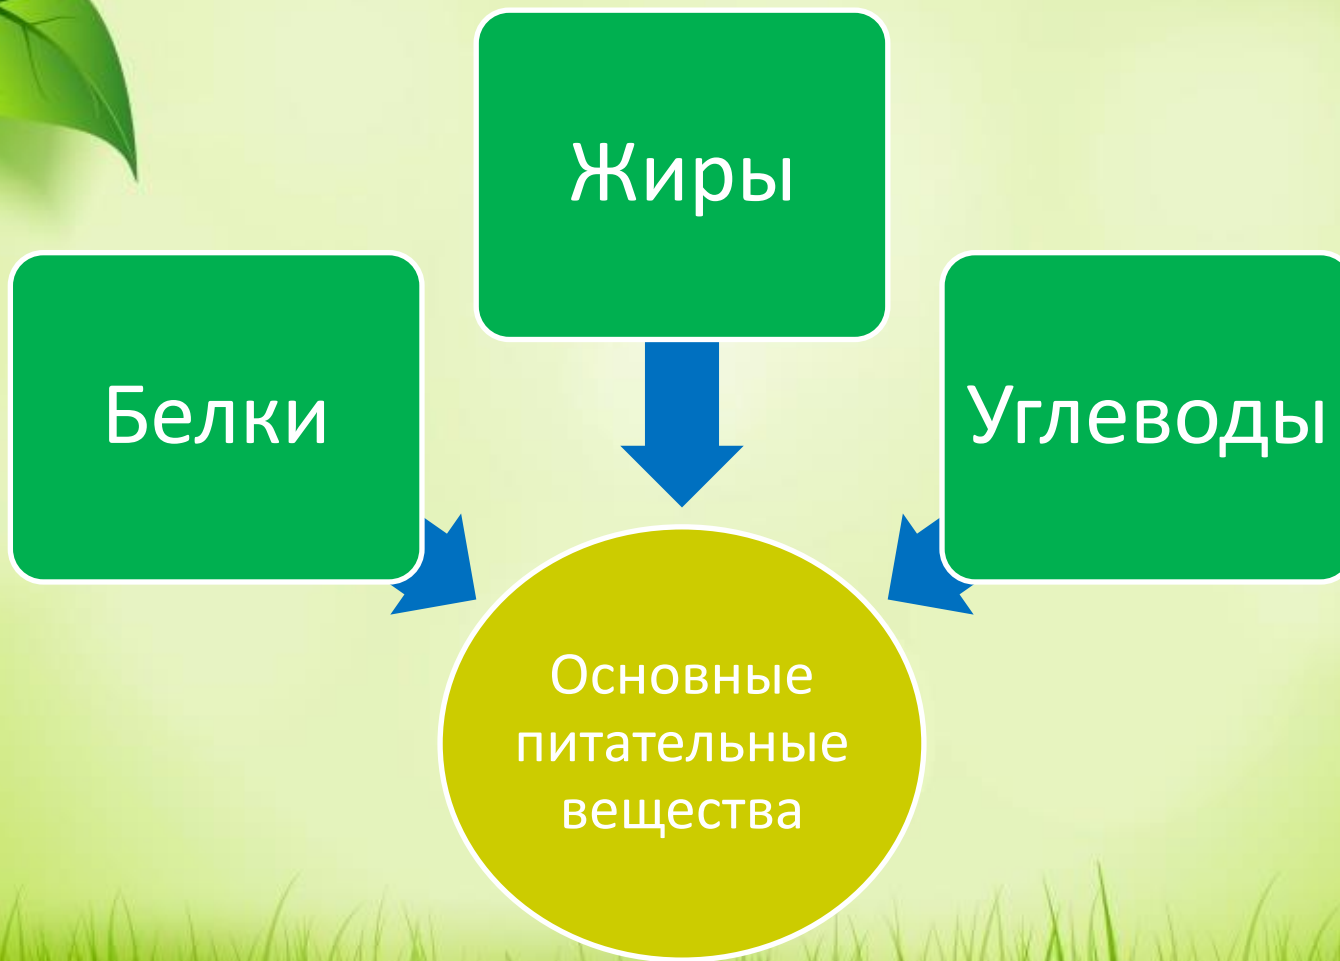 Жиры
Белки
Углеводы
Основные
питательные
вещества